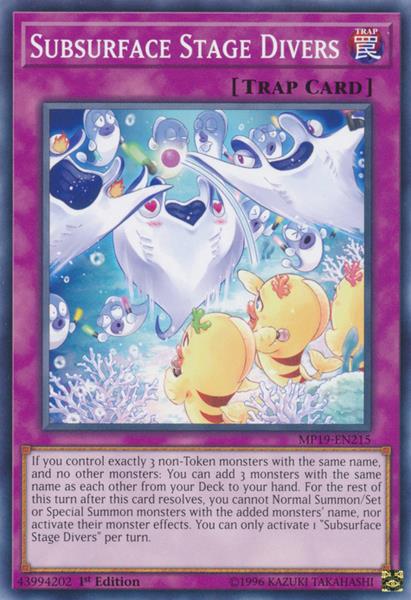 SUBSURFACE STAGE DIVERS
TRAP
罠
[TRAP CARD]
MP19-EN215
If you control exactly 3 non-Token monsters with the same name,
and no other monsters: You can add 3 monsters with the same
name as each other from your Deck to your hand. For the rest of
this turn after this card resolves, you cannot Normal Summon/Set
or Special Summon monsters with the added monsters' name, nor
activate their monster effects. You can only activate 1 "Subsurface
Stage Divers" per turn.
43994202 1st Edition ©1996 KAZUKI TAKAHASHI